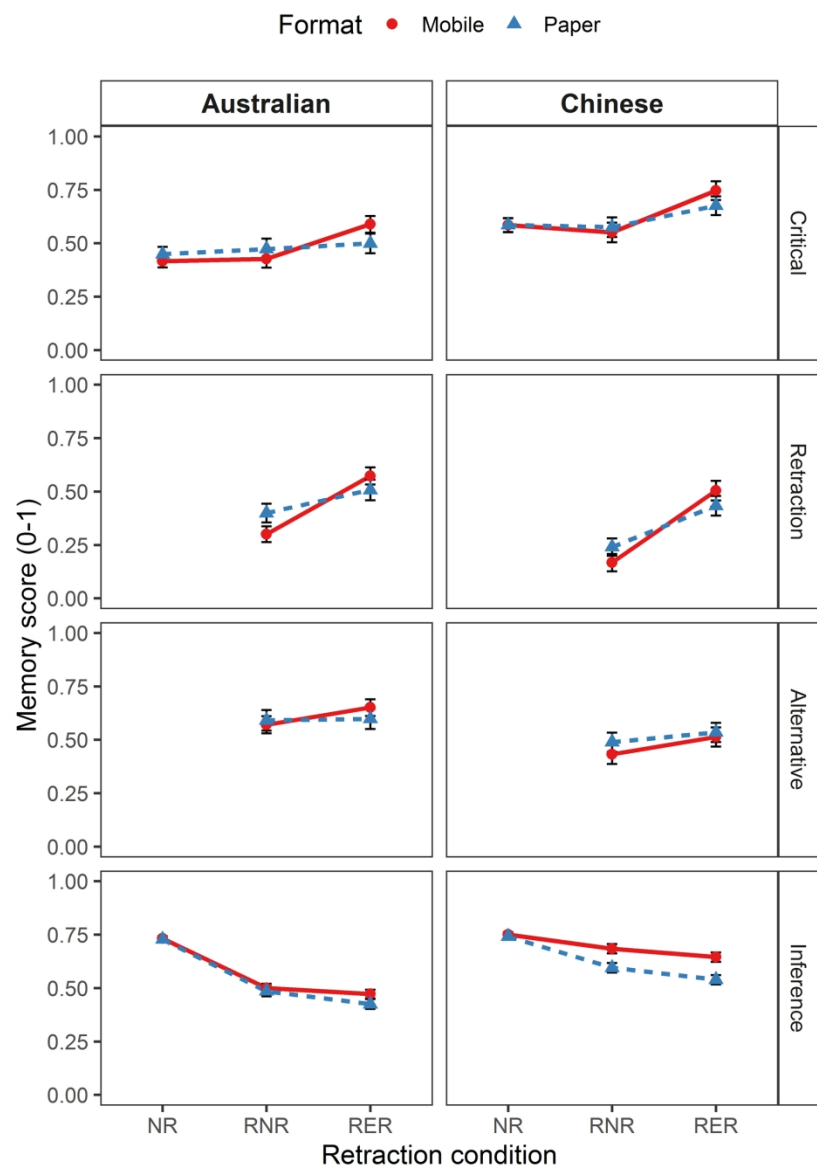 Format Mobile Paper
Australian Chinese
1.00
0.75
0.50
0.25
0.00
Critical
1.00
0.75
0.50
0.25
0.00
Retraction
1.00
0.75
0.50
0.25
0.00
Alternative
1.00
0.75
0.50
0.25
0.00
Inference
Memory score (0-1)
NR RNR RER NR RNR RER
Retraction condition